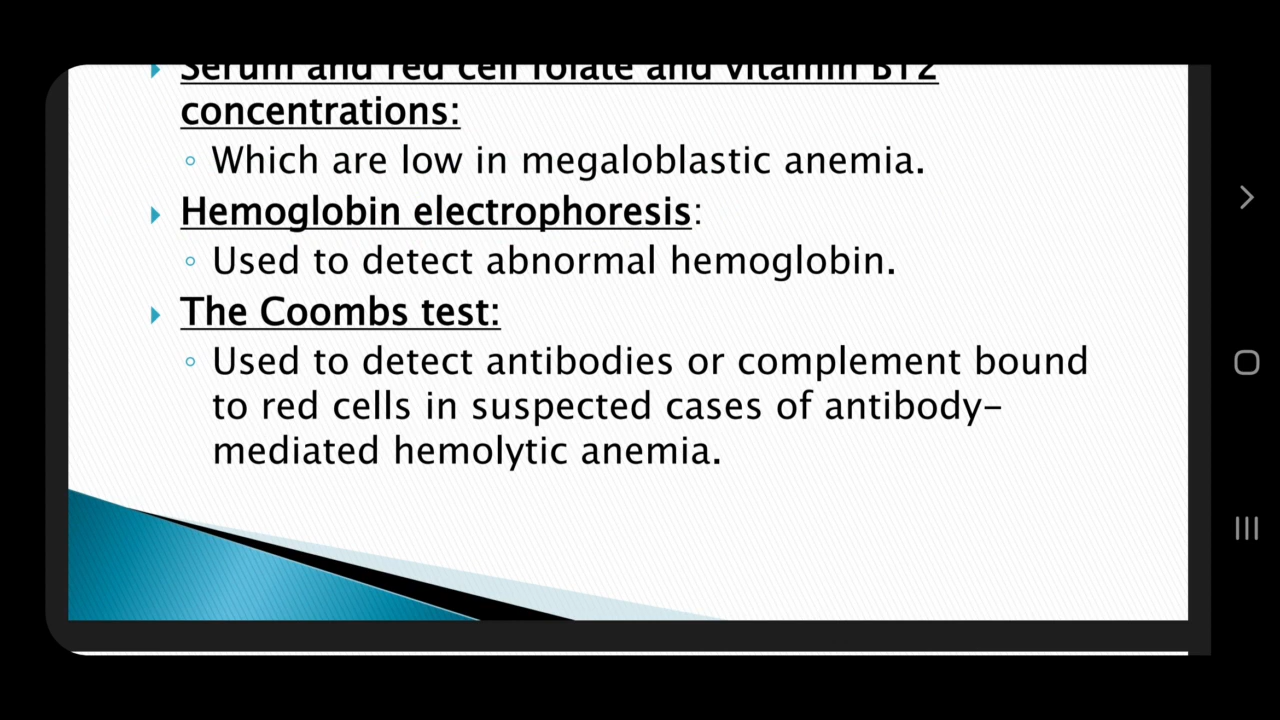 Serum and red cell folate and vitamin B12
concentrations:
Which are low in megaloblastic anemia.
Hemoglobin electrophoresis:
Used to detect abnormal hemoglobin.
The Coombs test:
Used to detect antibodies or complement bound
to red cells in suspected cases of antibody-
mediated hemolytic anemia.